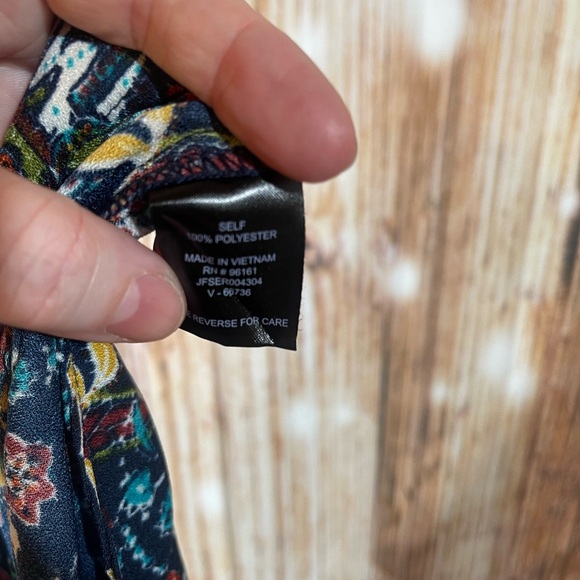 SELF
100% POLYESTER
MADE IN VIETNAM
RN # 96161
JFSER004304
V - 66736
REVERSE FOR CARE